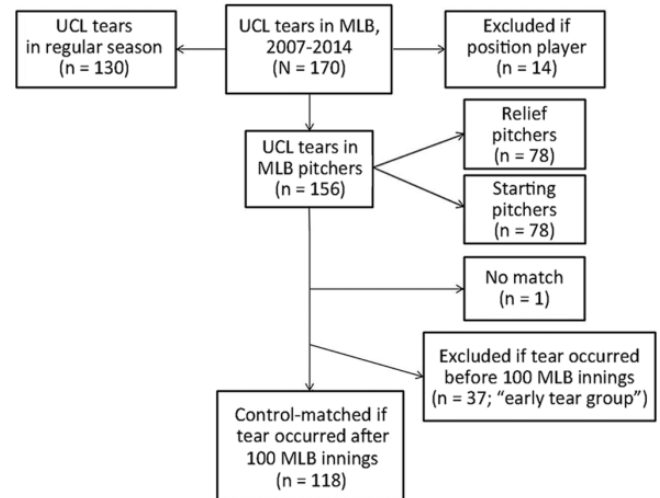 UCL tears
in regular season
(n = 130)
UCL tears in MLB,
2007-2014
(N = 170)
Excluded if
position player
(n = 14)
UCL tears in
MLB pitchers
(n = 156)
Relief
pitchers
(n = 78)
Starting
pitchers
(n = 78)
No match
(n = 1)
Excluded if tear occurred
before 100 MLB innings
(n = 37; “early tear group”)
Control-matched if
tear occurred after
100 MLB innings
(n = 118)